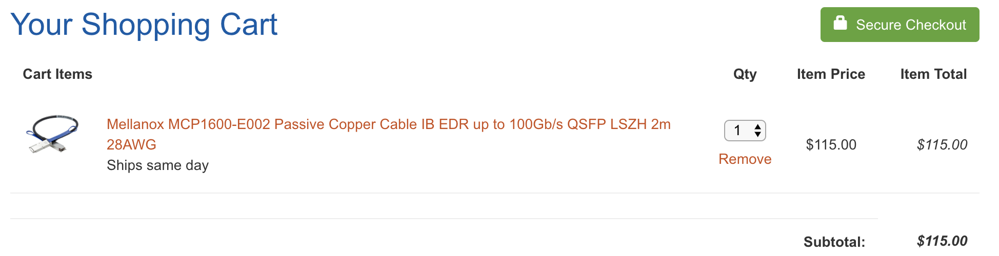 Your Shopping Cart
Secure Checkout
Cart Items
Qty
Item Price
Item Total
Mellanox MCP1600-E002 Passive Copper Cable IB EDR up to 100Gb/s QSFP LSZH 2m
28AWG
Ships same day
1
Remove
$115.00
$115.00
Subtotal:
$115.00